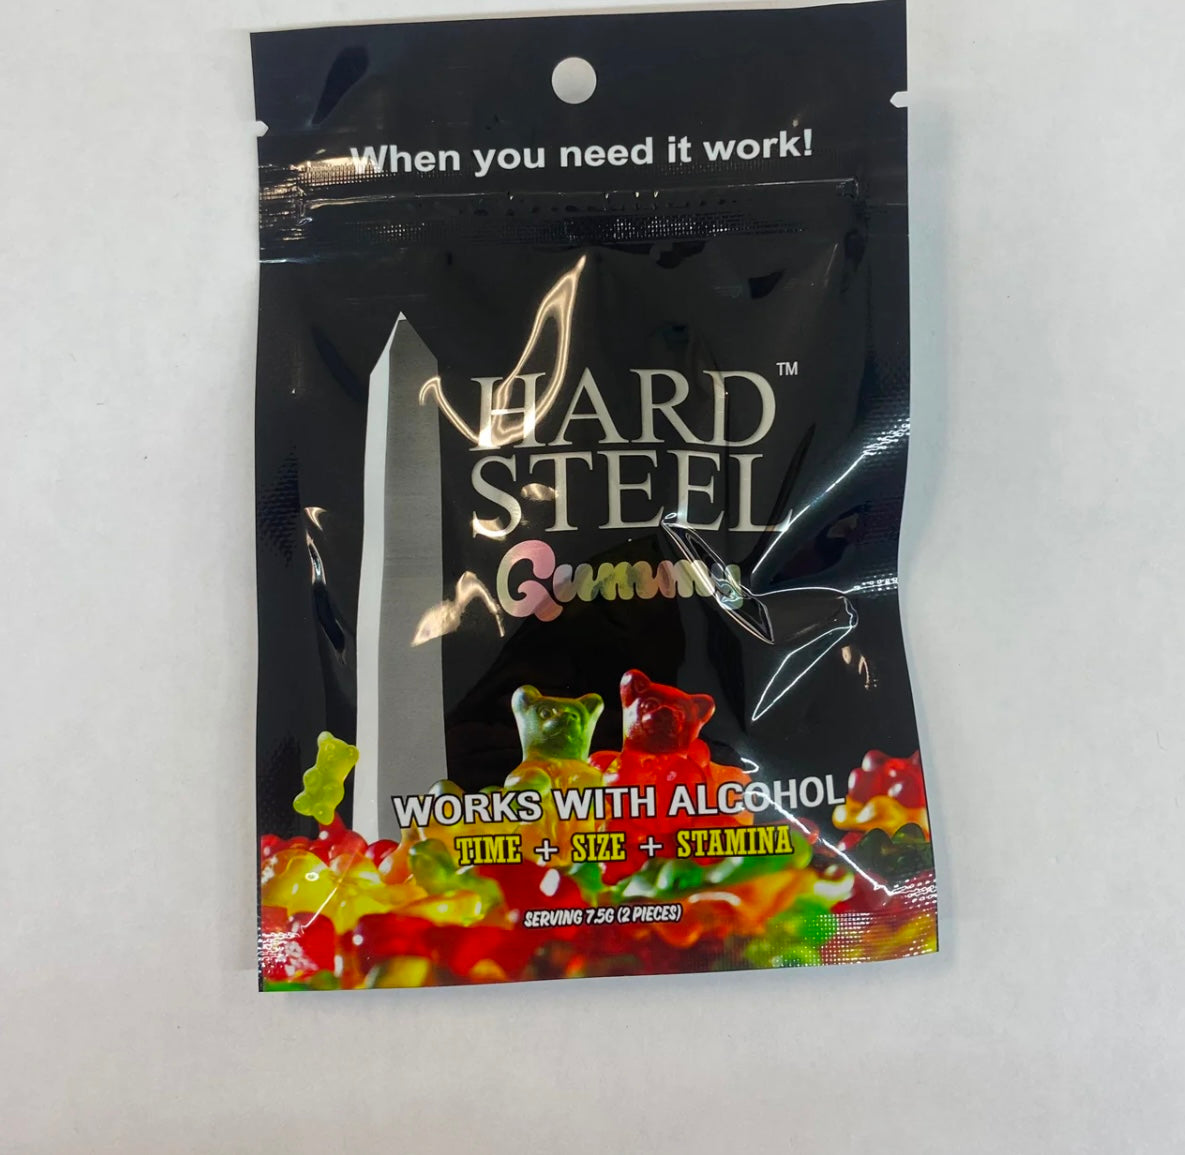 When you need it work!
HARD™
STEEL
Gummy
WORKS WITH ALCOHOL
TIME + SIZE + STAMINA
SERVING 7.5G (2 PIECES)